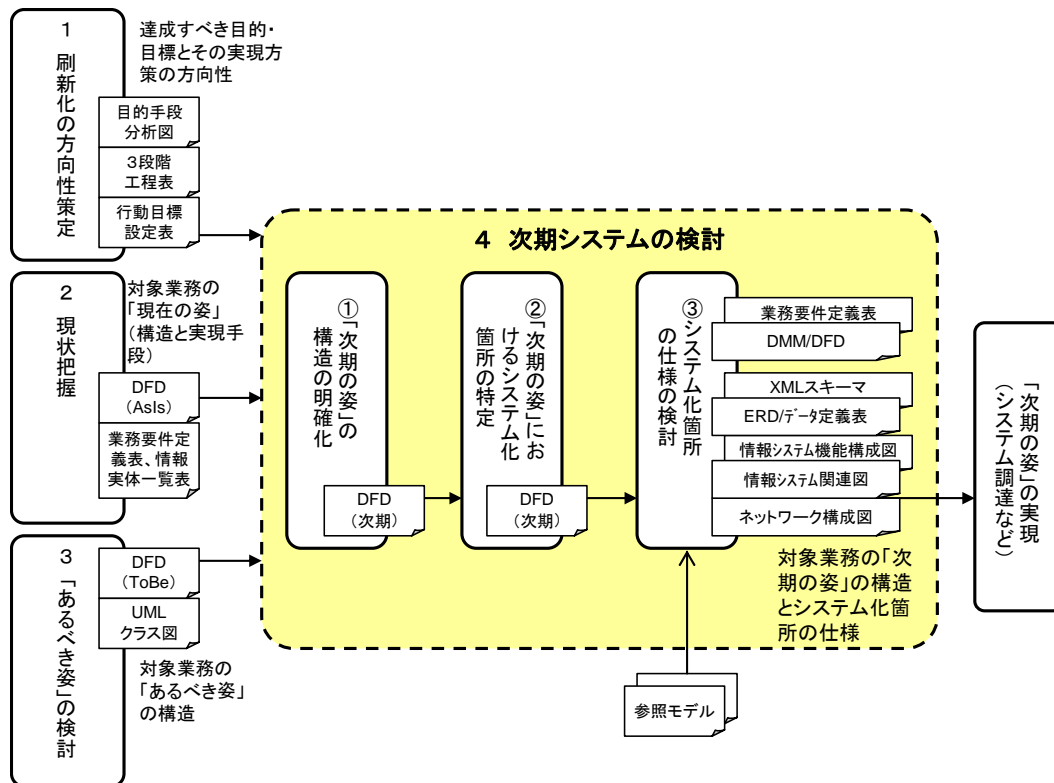 1
刷新化の方向性策定
達成すべき目的・
目標とその実現方
策の方向性
目的手段
分析図
３段階
工程表
行動目標
設定表
2
現状把握
対象業務の
「現在の姿」
（構造と実現手
段）
DFD
（AsIs）
業務要件定
義表、情報
実体一覧表
3
「あるべき姿」の検討
DFD
（ToBe）
UML
クラス図
対象業務の
「あるべき姿」
の構造
４ 次期システムの検討
①「次期の姿」の
構造の明確化
DFD
（次期）
②「次期の姿」にお
けるシステム化
箇所の特定
DFD
（次期）
③システム化箇所
の仕様の検討
業務要件定義表
DMM/DFD
XMLスキーマ
ERD/ﾃﾞｰﾀ定義表
情報ｼｽﾃﾑ機能構成図
情報ｼｽﾃﾑ関連図
ネットワーク構成図
対象業務の「次
期の姿」の構造
とシステム化箇
所の仕様
参照モデル
「次期の姿」の実現
（システム調達など）